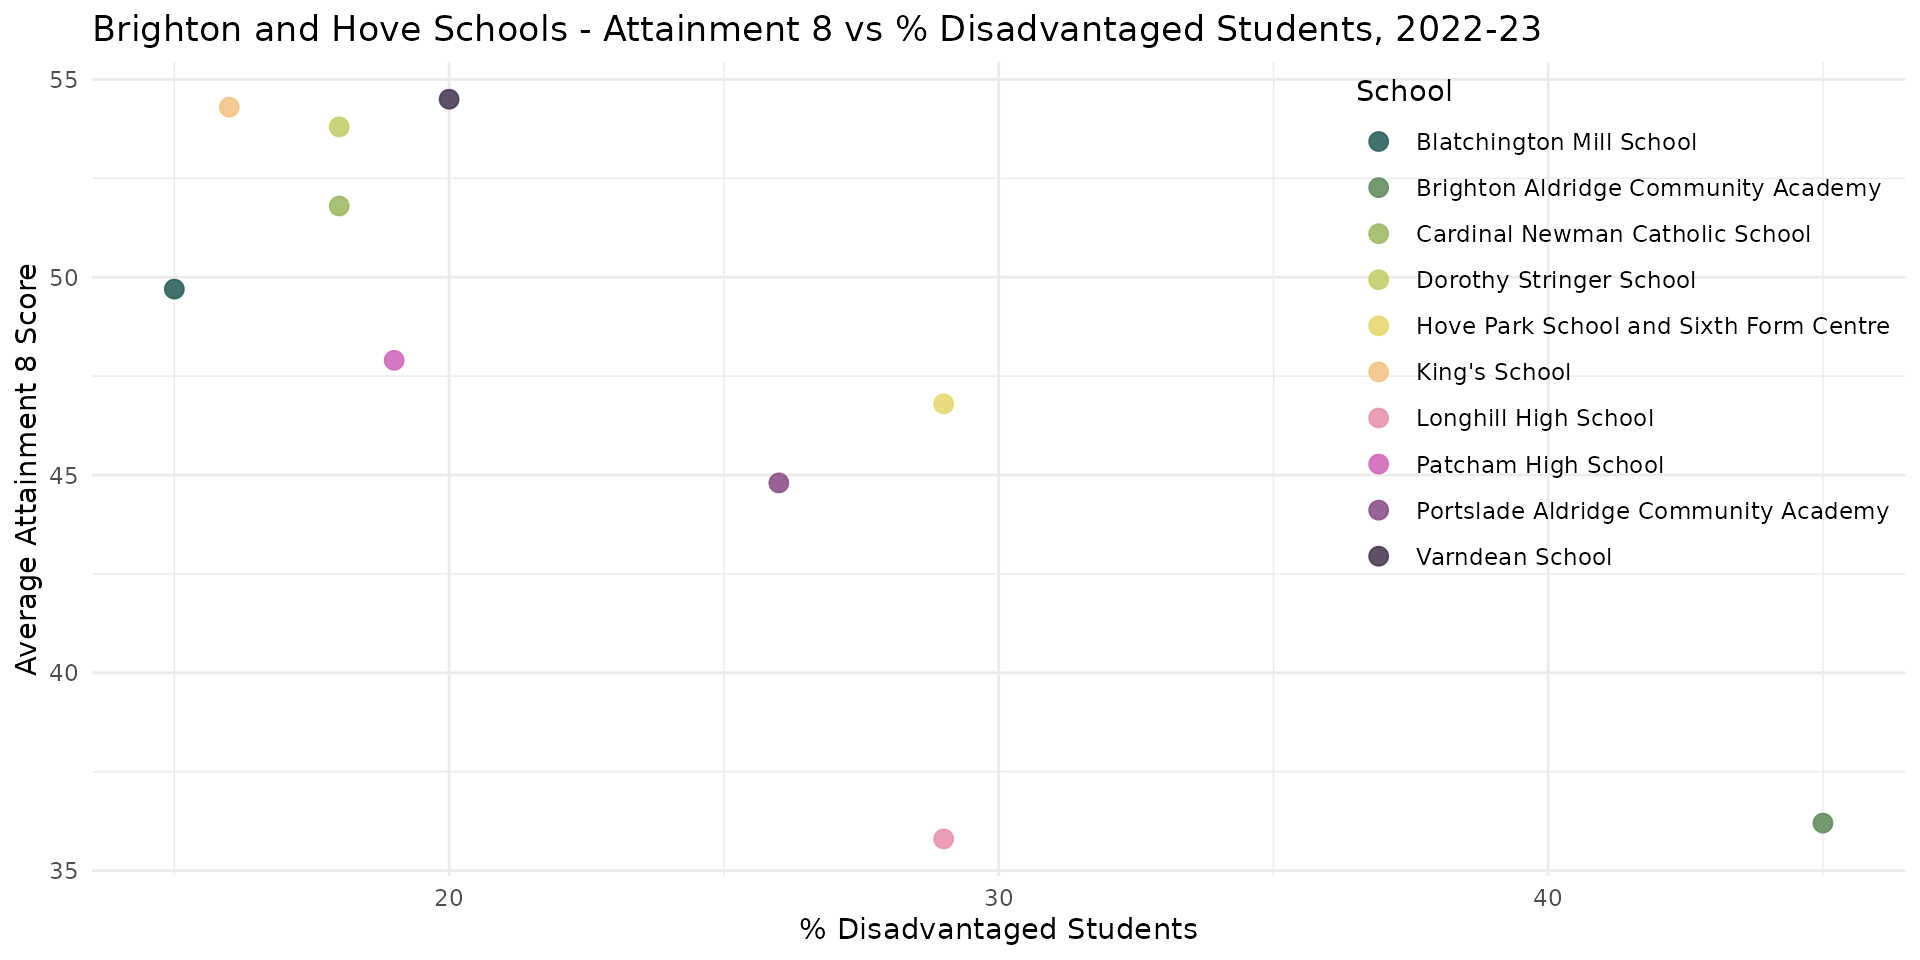 Brighton and Hove Schools - Attainment 8 vs % Disadvantaged Students, 2022-23
Average Attainment 8 Score
55
50
45
40
35
School
Blatchington Mill School
Brighton Aldridge Community Academy
Cardinal Newman Catholic School
Dorothy Stringer School
Hove Park School and Sixth Form Centre
King's School
Longhill High School
Patcham High School
Portslade Aldridge Community Academy
Varndean School
20 30 40
% Disadvantaged Students